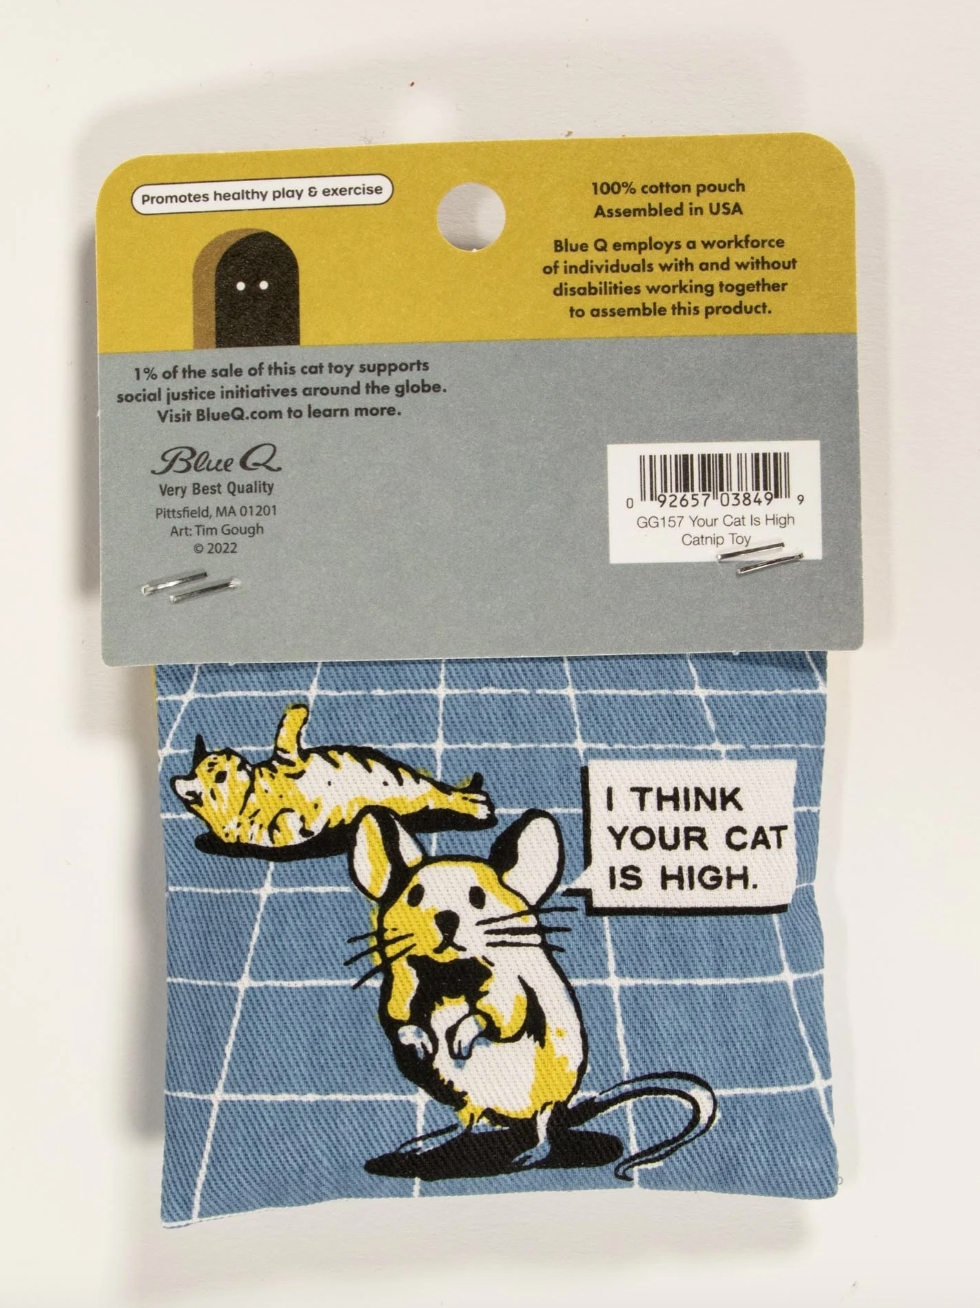 Promotes healthy play & exercise
100% cotton pouch
Assembled in USA
Blue Q employs a workforce
of individuals with and without
disabilities working together
to assemble this product.
1% of the sale of this cat toy supports
social justice initiatives around the globe.
Visit BlueQ.com to learn more.
Blue Q
Very Best Quality
Pittsfield, MA 01201
Art: Tim Gough
© 2022
0 92657 03849 9
GG157 Your Cat Is High
Catnip Toy
I THINK
YOUR CAT
IS HIGH.